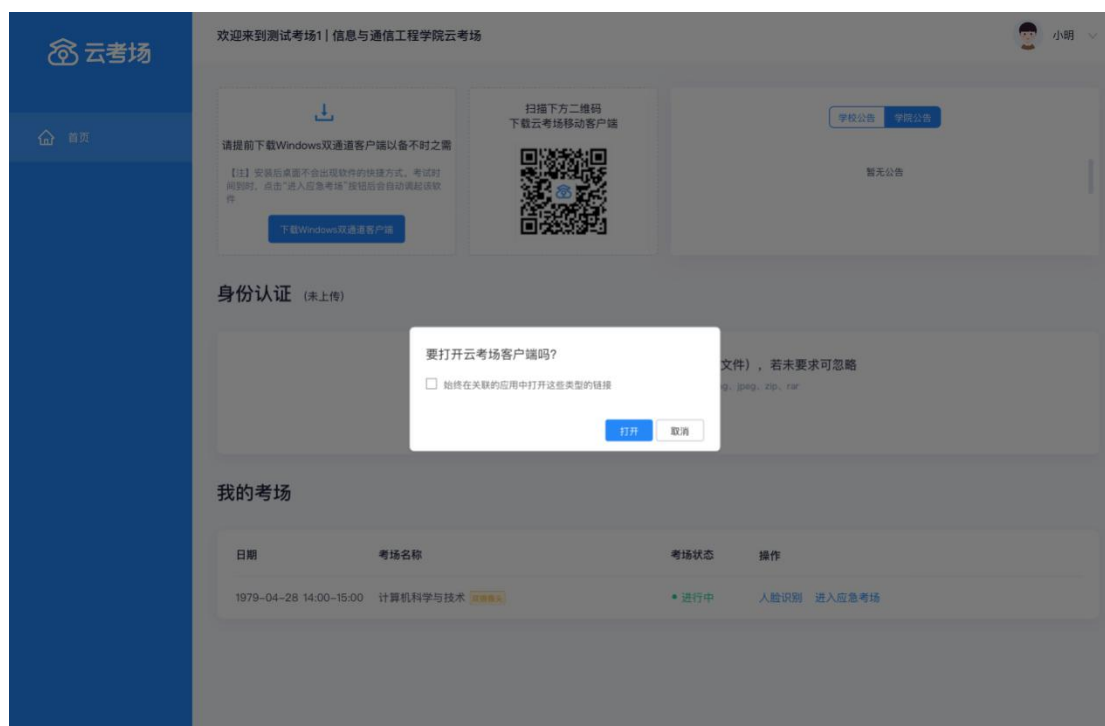 云考场
欢迎来到测试考场1 | 信息与通信工程学院云考场
小明
首页
请提前下载Windows双通道客户端以备不时之需
【注】安装后桌面不会出现软件的快捷方式，考试时
间到时，点击“进入应急考场”按钮后会自动调起该软
件
下载Windows双通道客户端
扫描下方二维码
下载云考场移动客户端
学校公告 学院公告
暂无公告
身份认证 (未上传)
要打开云考场客户端吗?
始终在关联的应用中打开这些类型的链接
打开 取消
文件），若未要求可忽略
jpeg、zip、rar
我的考场
日期 考场名称 考场状态 操作
1979-04-28 14:00-15:00 计算机科学与技术 双摄像头 进行中 人脸识别 进入应急考场